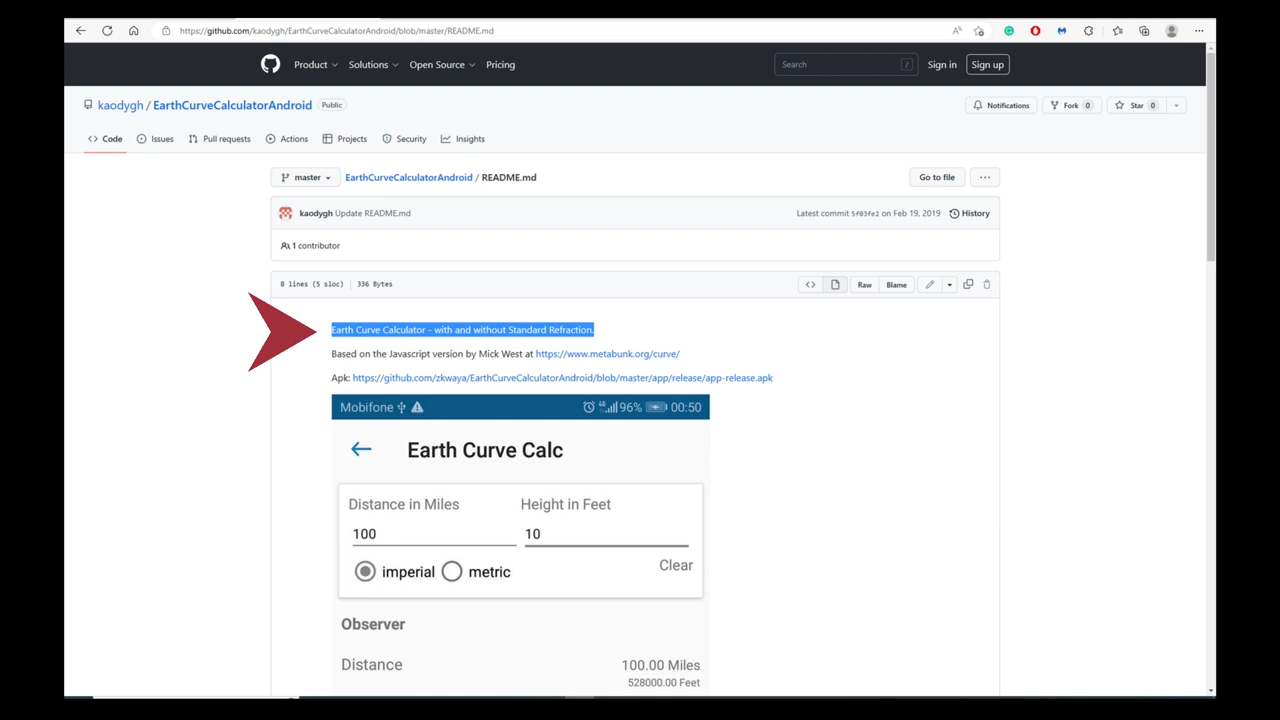 https://github.com/kaodygh/EarthCurveCalculatorAndroid/blob/master/README.md
Product Solutions Open Source Pricing Search / Sign in Sign up
kaodygh / EarthCurveCalculatorAndroid Public Notifications Fork 0 Star 0
Code Issues Pull requests Actions Projects Security Insights
master EarthCurveCalculatorAndroid / README.md Go to file ...
kaodygh Update README.md Latest commit 5f03fe2 on Feb 19, 2019 History
1 contributor
8 lines (5 sloc) 336 Bytes <> Raw Blame
Earth Curve Calculator - with and without Standard Refraction.
Based on the Javascript version by Mick West at https://www.metabunk.org/curve/
Apk: https://github.com/zkwaya/EarthCurveCalculatorAndroid/blob/master/app/release/app-release.apk
Mobifone 96% 00:50
Earth Curve Calc
Distance in Miles Height in Feet
100 10
imperial metric Clear
Observer
Distance 100.00 Miles
528000.00 Feet